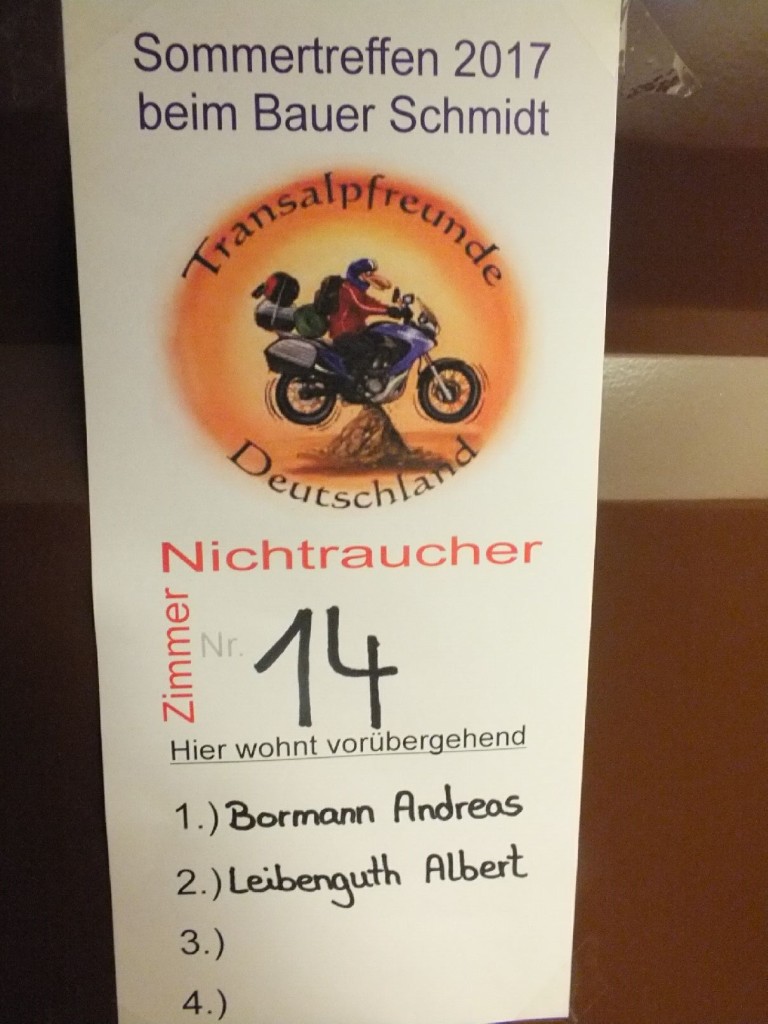 Sommertreffen 2017
beim Bauer Schmidt
Transalpfreunde
Deutschland
Nichtraucher
Zimmer
Nr. 14
Hier wohnt vorübergehend
1.) Bormann Andreas
2.) Leibenguth Albert
3.)
4.)